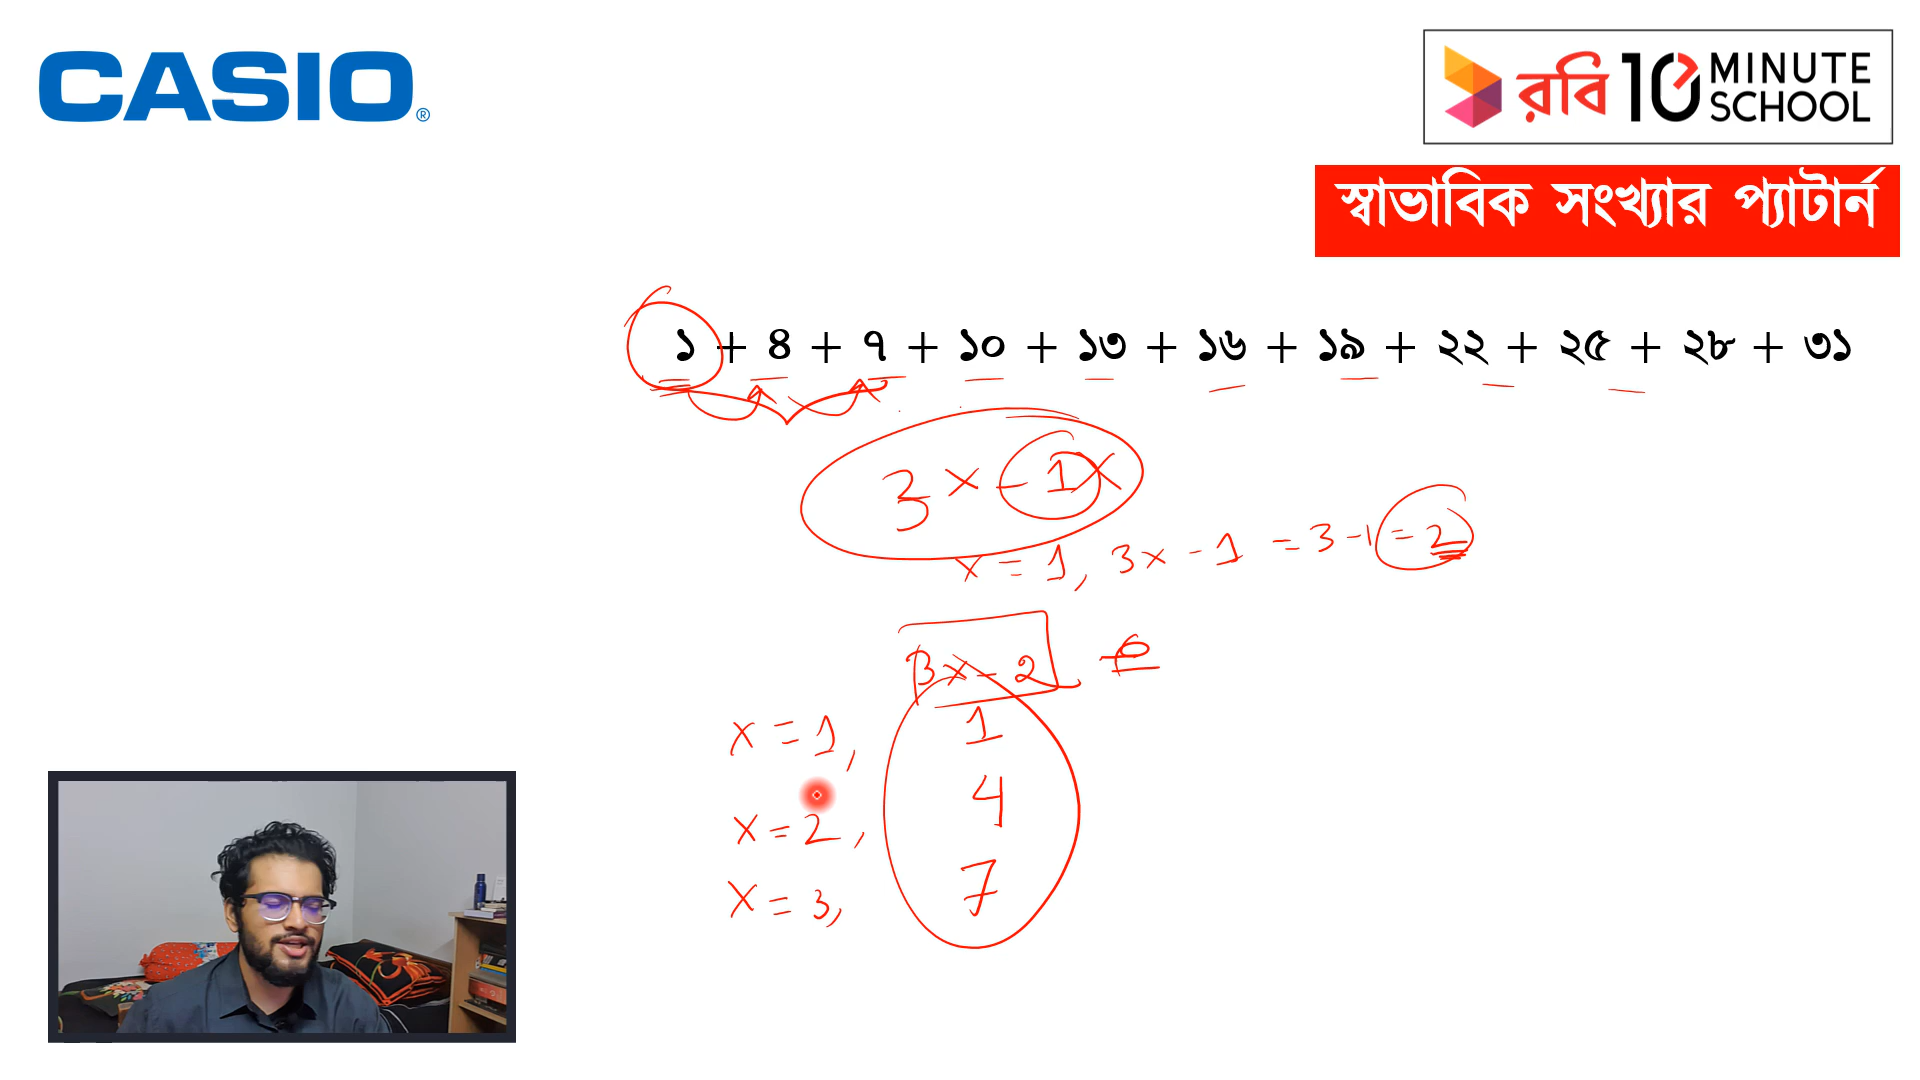 CASIO®
রবি 10 MINUTE SCHOOL
স্বাভাবিক সংখ্যার প্যাটার্ন
১ + ৪ + ৭ + ১০ + ১৩ + ১৬ + ১৯ + ২২ + ২৫ + ২৮ + ৩১
3x - 1x
x = 1, 3x - 1 = 3 - 1 = 2
3x - 2
x = 1, 1
x = 2, 4
x = 3, 7